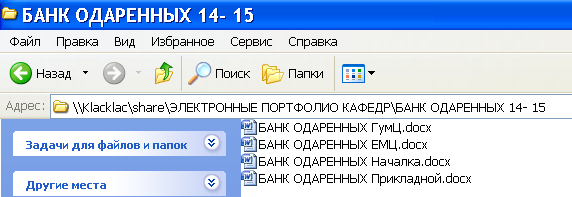 БАНК ОДАРЕННЫХ 14- 15
Файл Правка Вид Избранное Сервис Справка
Назад Поиск Папки
Адрес: \\Klacklac\share\ЭЛЕКТРОННЫЕ ПОРТФОЛИО КАФЕДР\БАНК ОДАРЕННЫХ 14- 15
Задачи для файлов и папок
Другие места
БАНК ОДАРЕННЫХ ГумЦ.docx
БАНК ОДАРЕННЫХ ЕМЦ.docx
БАНК ОДАРЕННЫХ Началка.docx
БАНК ОДАРЕННЫХ Прикладной.docx